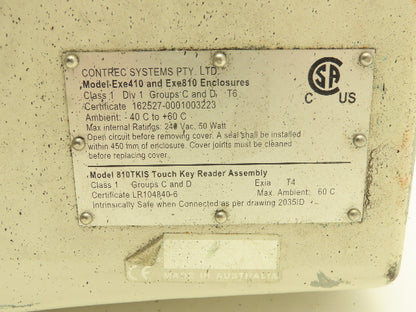 CONTREC SYSTEMS PTY. LTD.
Model-Exe410 and Exe810 Enclosures
Class 1 Div 1 Groups C and D, T6
Certificate 162527-0001003223
Ambient: - 40 C to +60 C
Max internal Ratings: 240 Vac, 50 Watt
Open circuit before removing cover. A seal shall be installed
within 450 mm of enclosure. Cover joints must be cleaned
before replacing cover.
CSA
C US
Model 810TKIS Touch Key Reader Assembly
Class 1 Groups C and D Exia T4
Certificate LR104840-6 Max. Ambient: 60 C
Intrinsically Safe when Connected as per drawing 2035ID
CE MADE IN AUSTRALIA